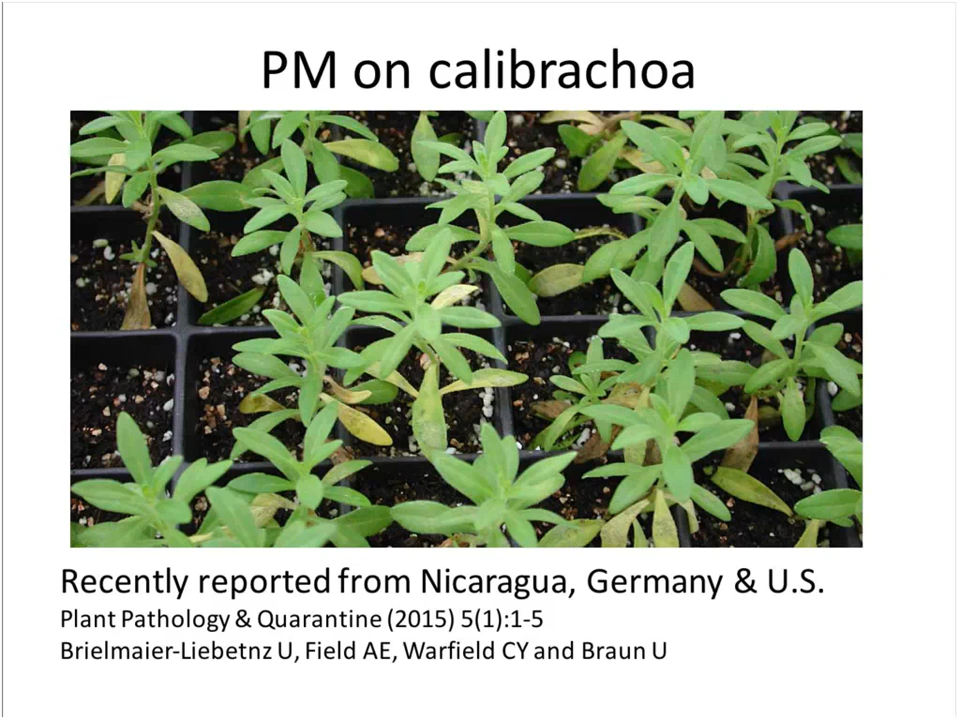 PM on calibrachoa
Recently reported from Nicaragua, Germany & U.S.
Plant Pathology & Quarantine (2015) 5(1):1-5
Brielmaier-Liebetnz U, Field AE, Warfield CY and Braun U